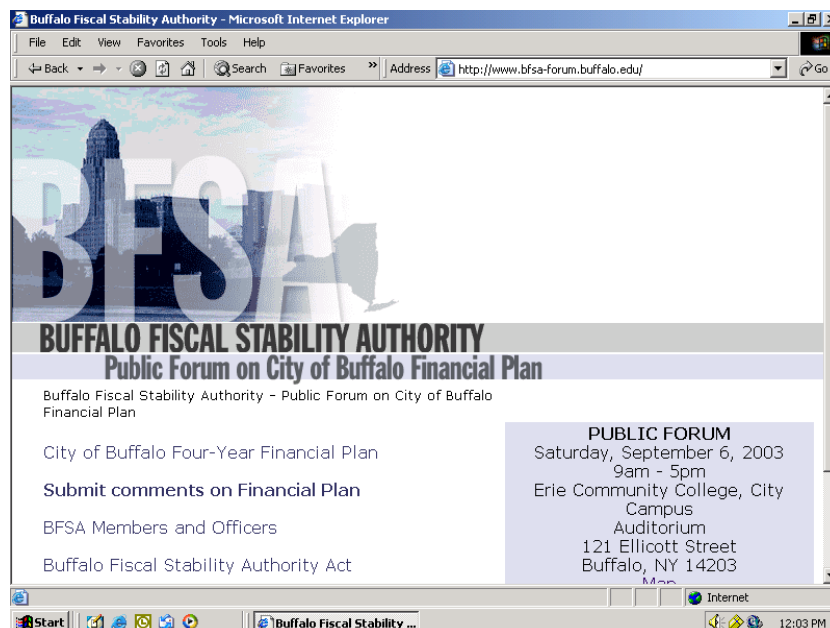 Buffalo Fiscal Stability Authority - Microsoft Internet Explorer
File Edit View Favorites Tools Help
Back Search Favorites » Address http://www.bfsa-forum.buffalo.edu/ Go
BFSA
BUFFALO FISCAL STABILITY AUTHORITY
Public Forum on City of Buffalo Financial Plan
Buffalo Fiscal Stability Authority - Public Forum on City of Buffalo
Financial Plan
City of Buffalo Four-Year Financial Plan
Submit comments on Financial Plan
BFSA Members and Officers
Buffalo Fiscal Stability Authority Act
PUBLIC FORUM
Saturday, September 6, 2003
9am - 5pm
Erie Community College, City
Campus
Auditorium
121 Ellicott Street
Buffalo, NY 14203
Map
Internet
Start Buffalo Fiscal Stability ... 12:03 PM